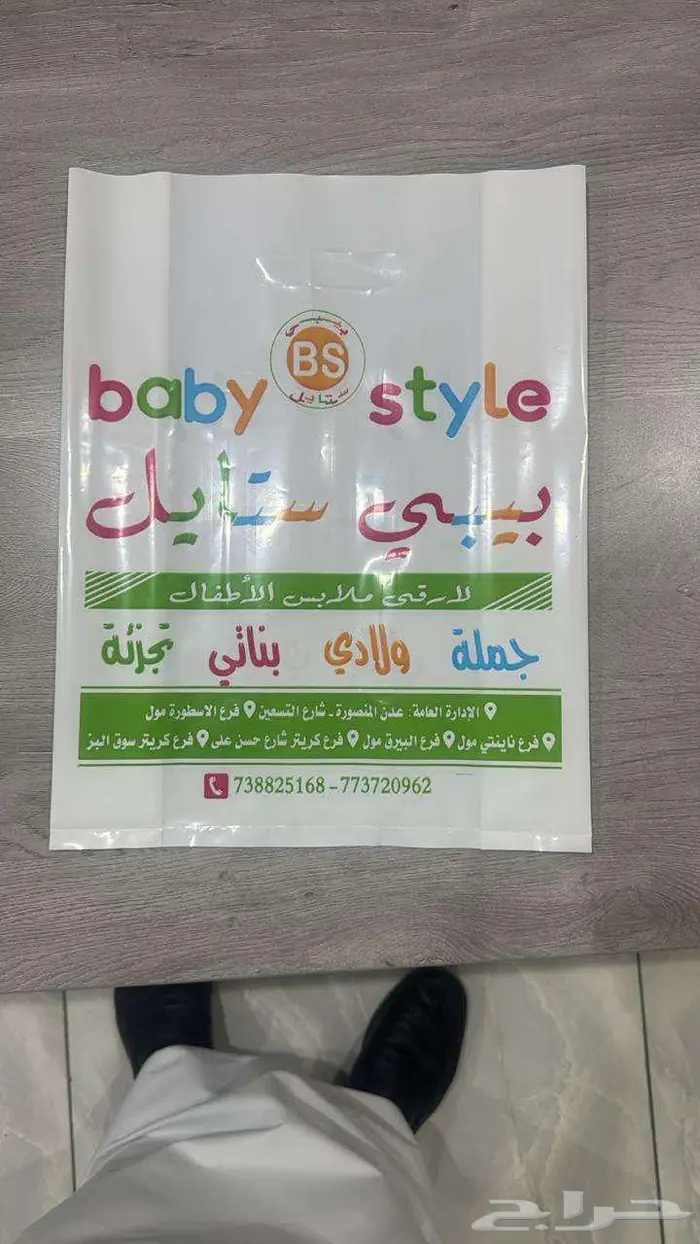 بيبي
BS
ستايل
baby style
بيبي ستايل
لارقى ملابس الأطفال
جملة ولادي بناتي تجزئة
الإدارة العامة: عدن المنصورة - شارع التسعين فرع الاسطورة مول
فرع ناينتي مول فرع البيرق مول فرع كريتر شارع حسن على فرع كريتر سوق البز
738825168 - 773720962
حراج